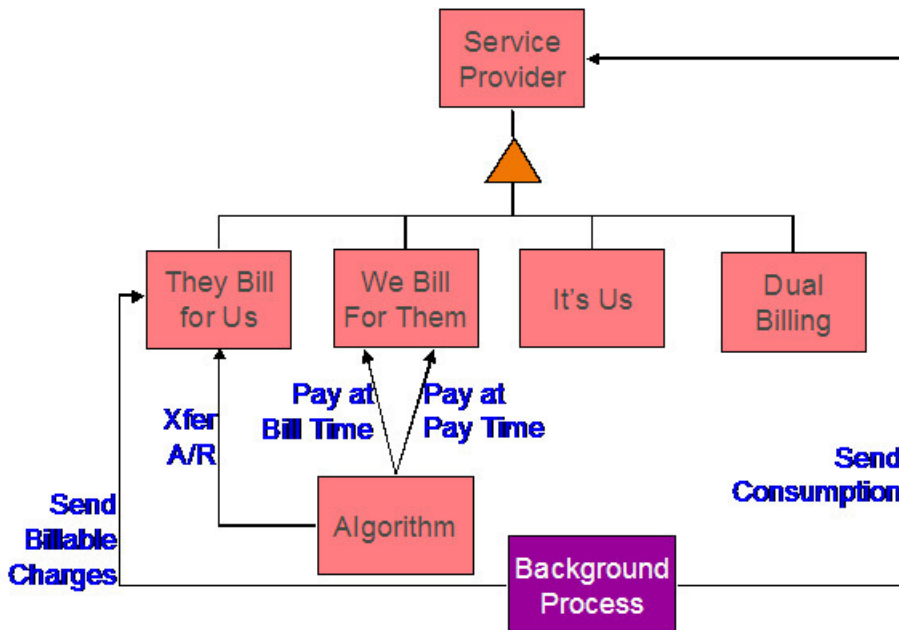 Service
Provider
They Bill
for Us
We Bill
For Them
It's Us
Dual
Billing
Pay at
Bill Time
Pay at
Pay Time
Xfer
A/R
Send
Consumption
Send
Billable
Charges
Algorithm
Background
Process